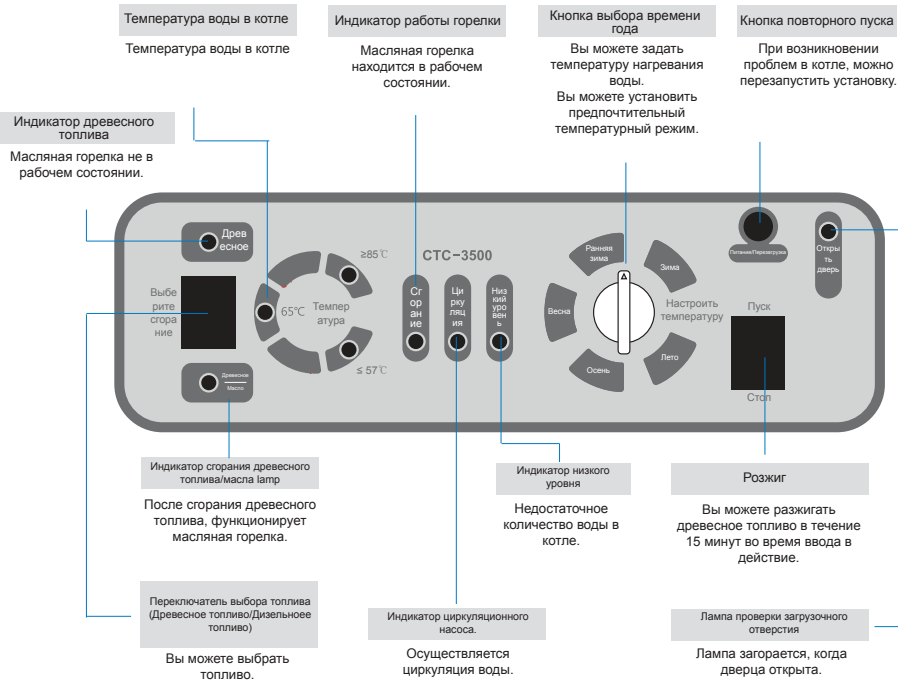 Температура воды в котле
Температура воды в котле
Индикатор работы горелки
Масляная горелка
находится в рабочем
состоянии.
Кнопка выбора времени
года
Вы можете задать
температуру нагревания
воды.
Вы можете установить
предпочтительный
температурный режим.
Кнопка повторного пуска
При возникновении
проблем в котле, можно
перезапустить установку.
Индикатор древесного
топлива
Масляная горелка не в
рабочем состоянии.
Древ
есное
Выбе
рите
сгора
ние
Древесное
Масло
≥85℃
65℃
Темпер
атура
≤ 57℃
СТС-3500
Сг
ор
ан
ие
Ци
рку
ляц
ия
Низ
кий
уро
вен
ь
Ранняя
зима
Зима
Весна
Осень
Лето
Настроить
температуру
Питание/Перезагрузка
Пуск
Стоп
Откры
ть
дверь
Индикатор сгорания древесного
топлива/масла lamp
После сгорания древесного
топлива, функционирует
масляная горелка.
Индикатор низкого
уровня
Недостаточное
количество воды в
котле.
Розжиг
Вы можете разжигать
древесное топливо в течение
15 минут во время ввода в
действие.
Переключатель выбора топлива
(Древесное топливо/Дизельноее
топливо)
Вы можете выбрать
топливо.
Индикатор циркуляционного
насоса.
Осуществляется
циркуляция воды.
Лампа проверки загрузочного
отверстия
Лампа загорается, когда
дверца открыта.